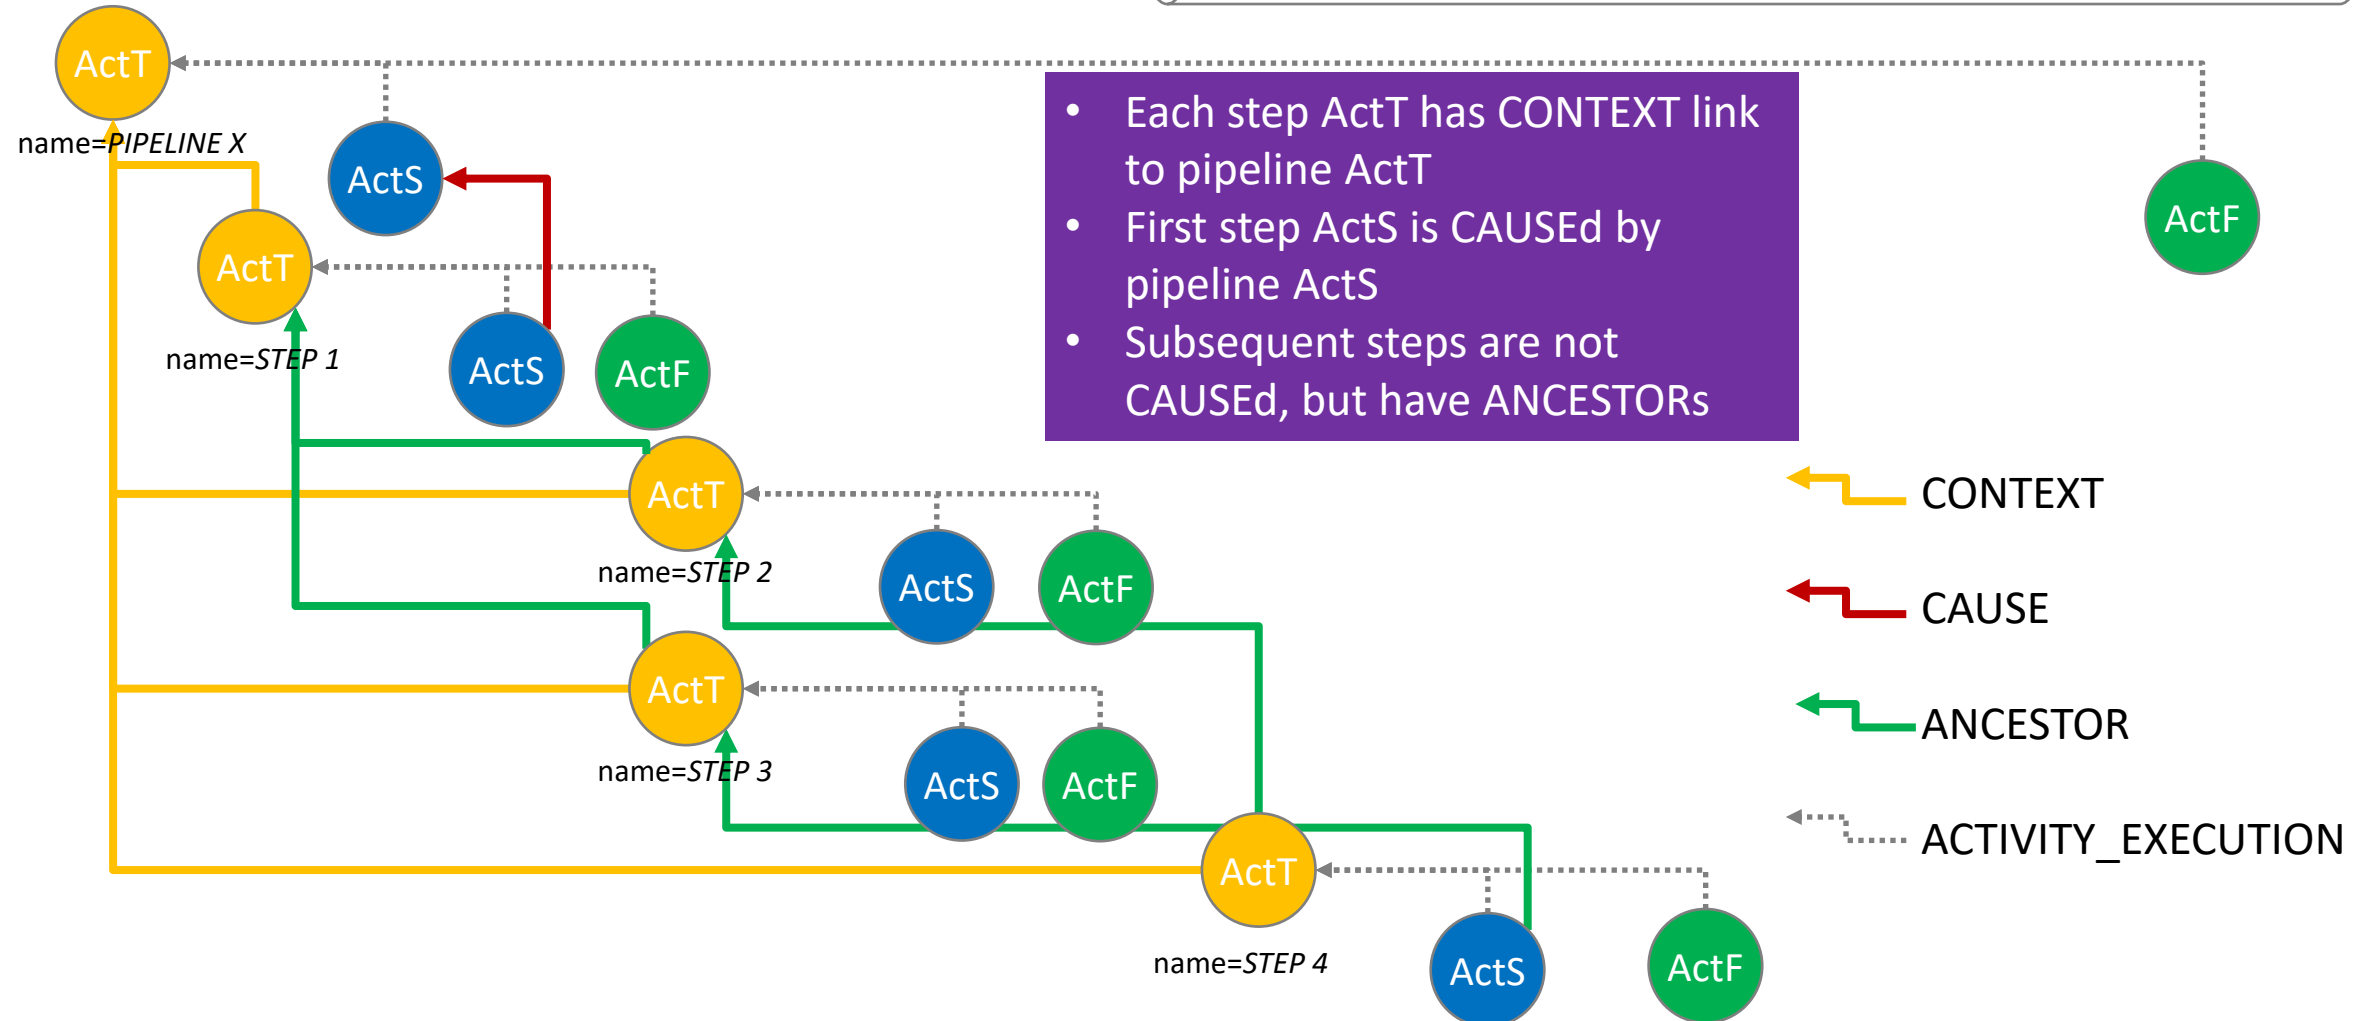 ActT
name=PIPELINE X
ActS
ActF
ActT
name=STEP 1
ActS
ActF
• Each step ActT has CONTEXT link
to pipeline ActT
• First step ActS is CAUSEd by
pipeline ActS
• Subsequent steps are not
CAUSEd, but have ANCESTORs
ActT
name=STEP 2
ActS
ActF
ActT
name=STEP 3
ActS
ActF
ActT
name=STEP 4
ActS
ActF
CONTEXT
CAUSE
ANCESTOR
ACTIVITY_EXECUTION